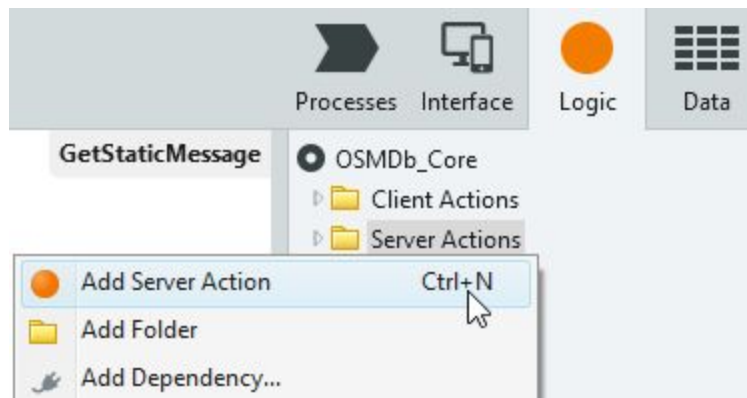 Processes Interface Logic Data
GetStaticMessage
OSMDb_Core
Client Actions
Server Actions
Add Server Action Ctrl+N
Add Folder
Add Dependency...